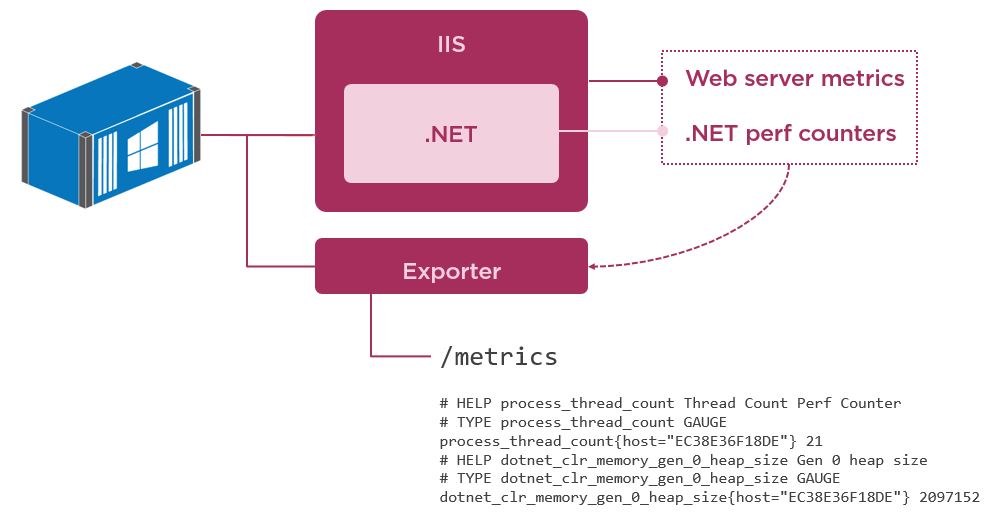 IIS
.NET
Web server metrics
.NET perf counters
Exporter
/metrics
# HELP process_thread_count Thread Count Perf Counter
# TYPE process_thread_count GAUGE
process_thread_count{host="EC38E36F18DE"} 21
# HELP dotnet_clr_memory_gen_0_heap_size Gen 0 heap size
# TYPE dotnet_clr_memory_gen_0_heap_size GAUGE
dotnet_clr_memory_gen_0_heap_size{host="EC38E36F18DE"} 2097152